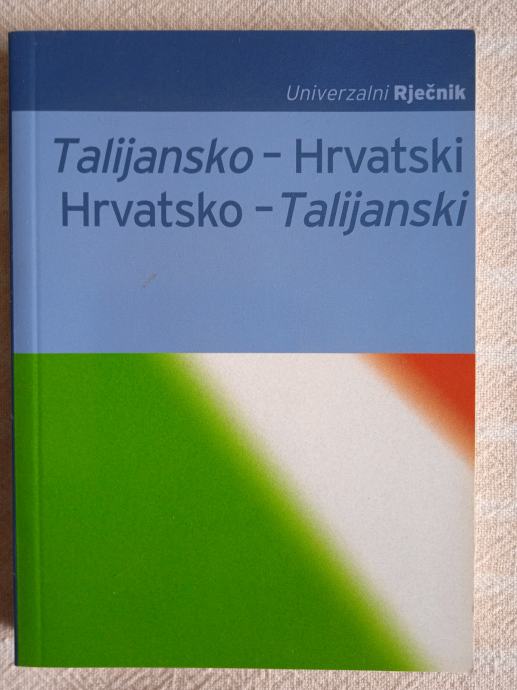 Univerzalni Rječnik
Talijansko – Hrvatski
Hrvatsko – Talijanski